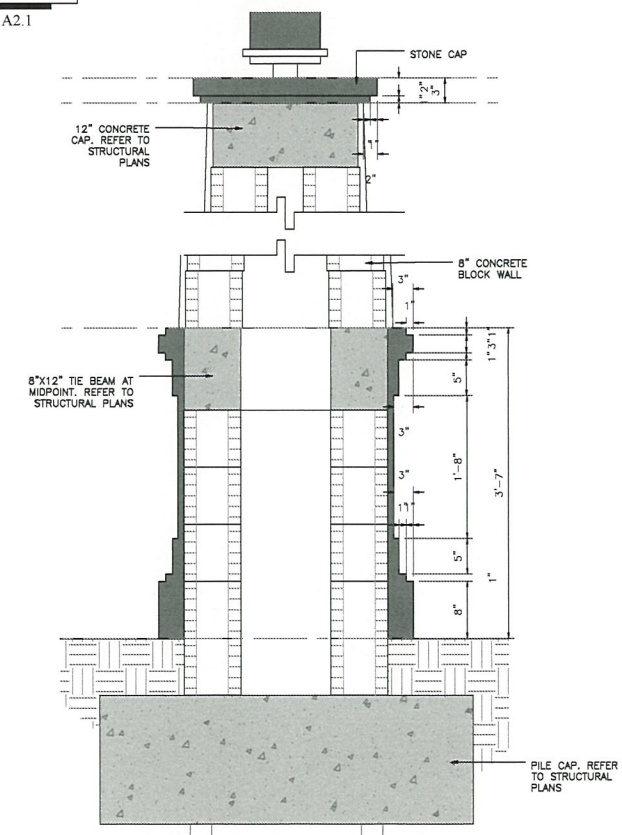 A2.1
STONE CAP
1" 2"
3"
12" CONCRETE
CAP. REFER TO
STRUCTURAL
PLANS
1"
2"
8" CONCRETE
BLOCK WALL
3"
1"
1" 3" 1"
8"X12" TIE BEAM AT
MIDPOINT. REFER TO
STRUCTURAL PLANS
5"
3"
1'-8"
3'-7"
3"
1" 1"
5"
1"
8"
PILE CAP. REFER
TO STRUCTURAL
PLANS